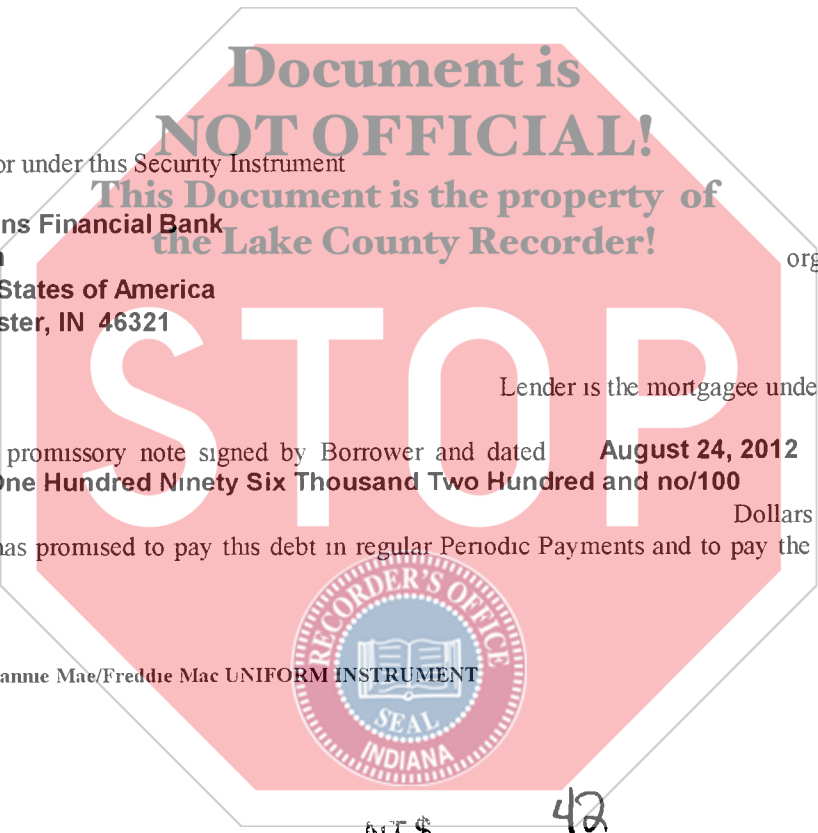 Document is
NOT OFFICIAL!
or under this Security Instrument
This Document is the property of
ns Financial Bank
the Lake County Recorder!
org
States of America
ster, IN 46321
STOP
Lender is the mortgagee unde
promissory note signed by Borrower and dated August 24, 2012
One Hundred Ninety Six Thousand Two Hundred and no/100
Dollars
has promised to pay this debt in regular Periodic Payments and to pay the
RECORDER'S OFFICE
annie Mae/Freddie Mac UNIFORM INSTRUMENT
SEAL
INDIANA
$ 42